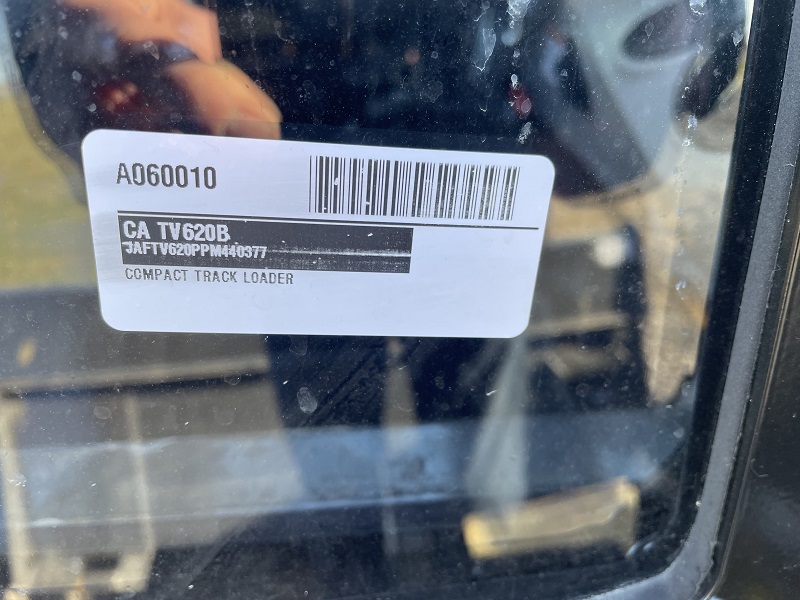 A060010
CA TV620B
JAFTV620PPM440377
COMPACT TRACK LOADER